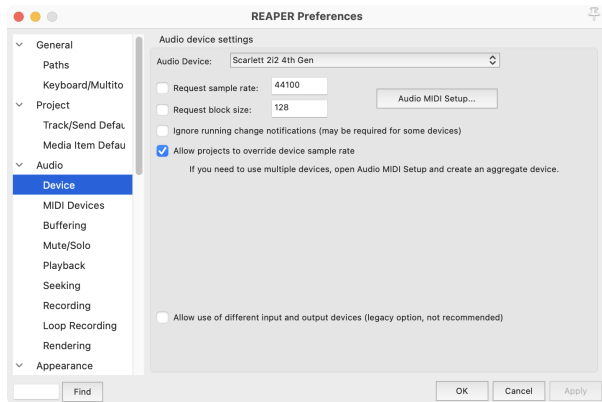 REAPER Preferences
General
Paths
Keyboard/Multito
Project
Track/Send Defau
Media Item Defau
Audio
Device
MIDI Devices
Buffering
Mute/Solo
Playback
Seeking
Recording
Loop Recording
Rendering
Appearance
Find
Audio device settings
Audio Device: Scarlett 2i2 4th Gen
Request sample rate: 44100
Request block size: 128
Audio MIDI Setup...
Ignore running change notifications (may be required for some devices)
Allow projects to override device sample rate
If you need to use multiple devices, open Audio MIDI Setup and create an aggregate device.
Allow use of different input and output devices (legacy option, not recommended)
OK Cancel Apply